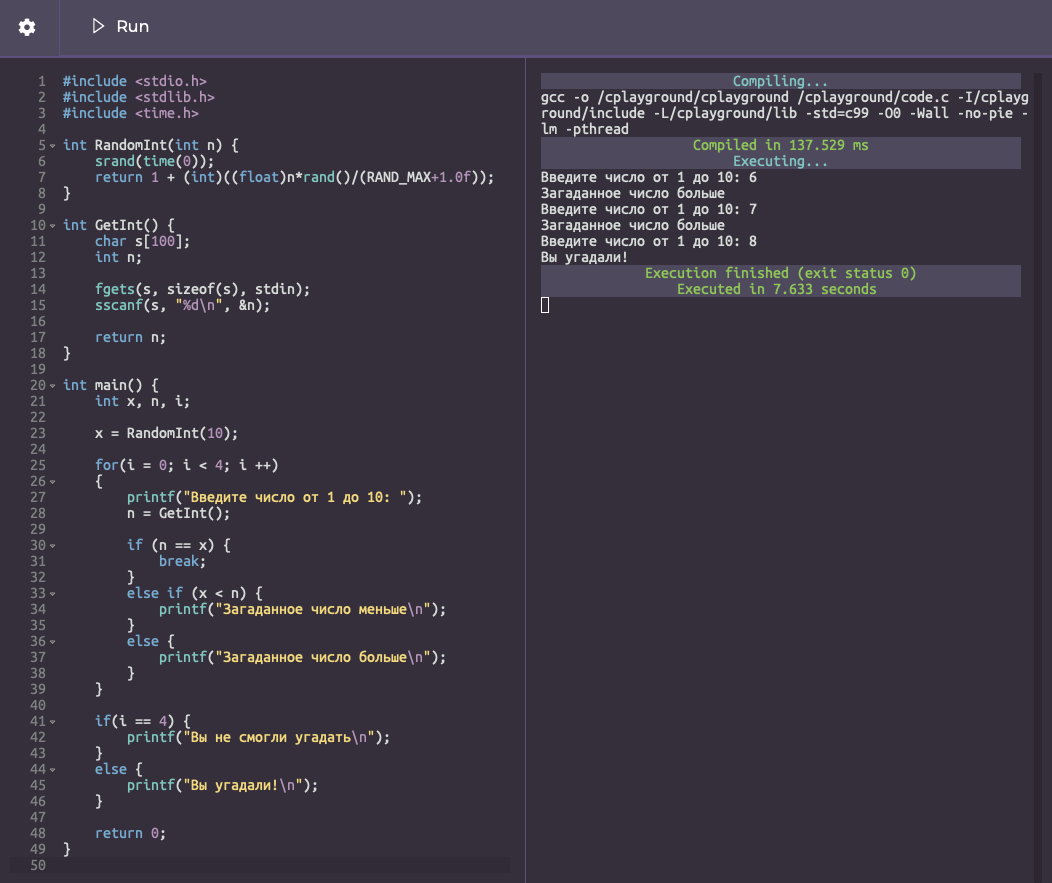 Run
1 #include <stdio.h>
2 #include <stdlib.h>
3 #include <time.h>
4
5 int RandomInt(int n) {
6     srand(time(0));
7     return 1 + (int)((float)n*rand()/(RAND_MAX+1.0f));
8 }
9
10 int GetInt() {
11     char s[100];
12     int n;
13
14     fgets(s, sizeof(s), stdin);
15     sscanf(s, "%d\n", &n);
16
17     return n;
18 }
19
20 int main() {
21     int x, n, i;
22
23     x = RandomInt(10);
24
25     for(i = 0; i < 4; i ++)
26     {
27         printf("Введите число от 1 до 10: ");
28         n = GetInt();
29
30         if (n == x) {
31             break;
32         }
33         else if (x < n) {
34             printf("Загаданное число меньше\n");
35         }
36         else {
37             printf("Загаданное число больше\n");
38         }
39     }
40
41     if(i == 4) {
42         printf("Вы не смогли угадать\n");
43     }
44     else {
45         printf("Вы угадали!\n");
46     }
47
48     return 0;
49 }
50
Compiling...
gcc -o /cplayground/cplayground /cplayground/code.c -I/cplayg
round/include -L/cplayground/lib -std=c99 -O0 -Wall -no-pie -
lm -pthread
Compiled in 137.529 ms
Executing...
Введите число от 1 до 10: 6
Загаданное число больше
Введите число от 1 до 10: 7
Загаданное число больше
Введите число от 1 до 10: 8
Вы угадали!
Execution finished (exit status 0)
Executed in 7.633 seconds